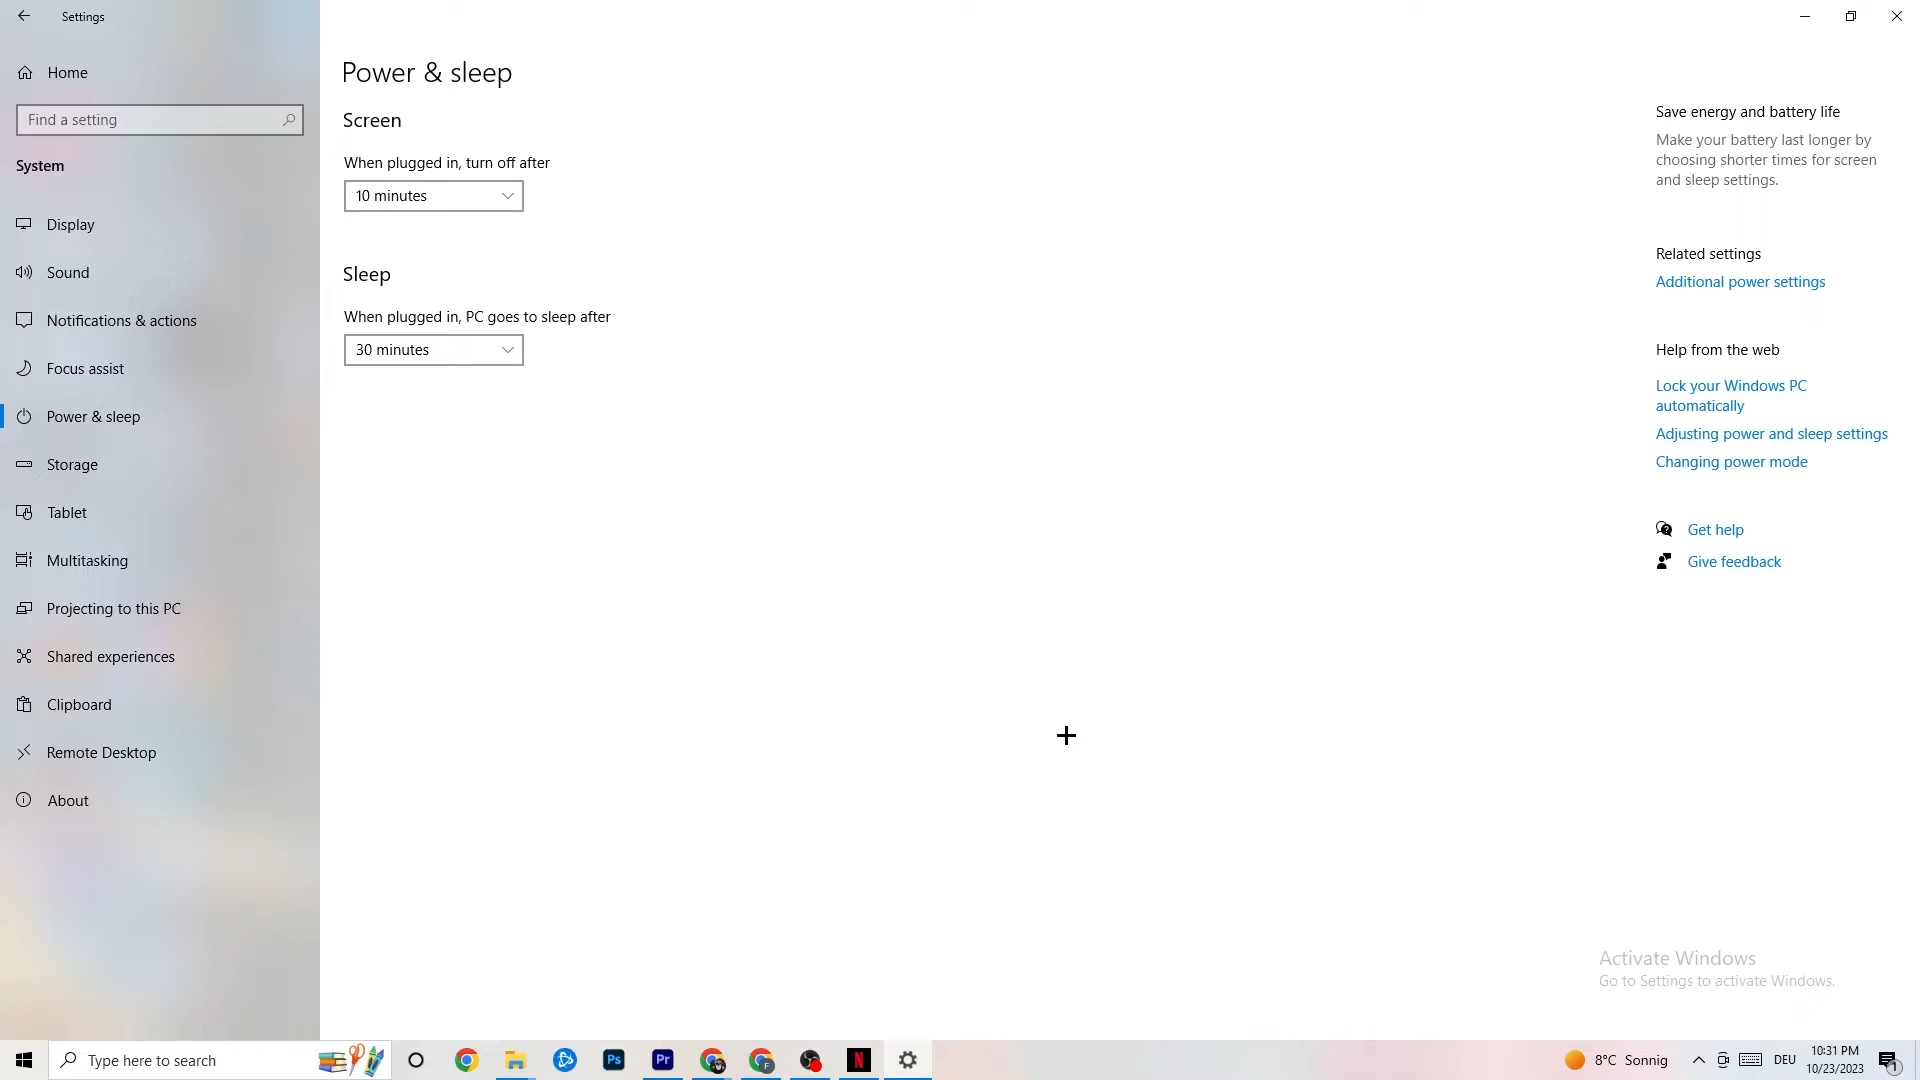 Settings
Home
Find a setting
System
Display
Sound
Notifications & actions
Focus assist
Power & sleep
Storage
Tablet
Multitasking
Projecting to this PC
Shared experiences
Clipboard
Remote Desktop
About
Power & sleep
Screen
When plugged in, turn off after
10 minutes
Sleep
When plugged in, PC goes to sleep after
30 minutes
Save energy and battery life
Make your battery last longer by
choosing shorter times for screen
and sleep settings.
Related settings
Additional power settings
Help from the web
Lock your Windows PC
automatically
Adjusting power and sleep settings
Changing power mode
Get help
Give feedback
Activate Windows
Go to Settings to activate Windows.
Type here to search
Ps
Pr
F
N
8°C Sonnig
DEU
10:31 PM
10/23/2023
1